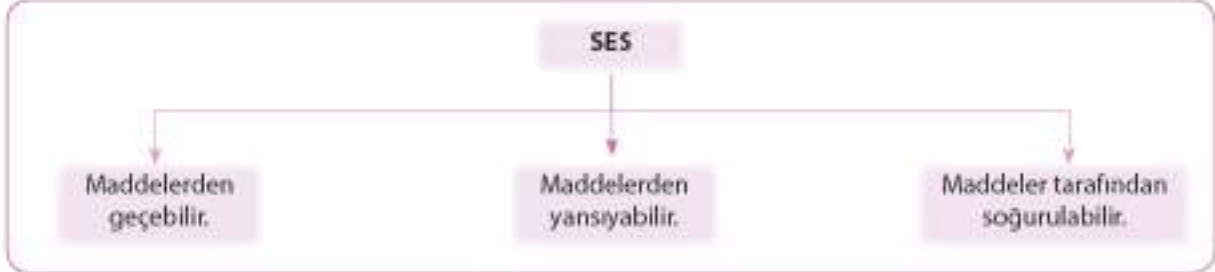 SES
Maddelerden
geçebilir.
Maddelerden
yansıyabilir.
Maddeler tarafından
soğurulabilir.